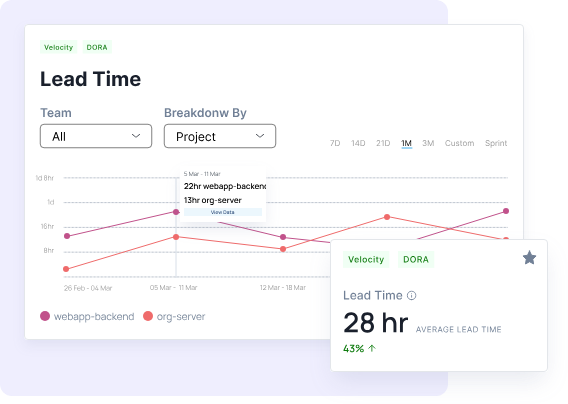 Velocity DORA
Lead Time
Team Breakdonw By
All Project
7D 14D 21D 1M 3M Custom Sprint
1d 8hr
1d
16hr
8hr
5 Mar - 11 Mar
22hr webapp-backend
13hr org-server
View Data
26 Feb - 04 Mar 05 Mar - 11 Mar 12 Mar - 18 Mar
webapp-backend org-server
Velocity DORA
Lead Time
28 hr AVERAGE LEAD TIME
43% ↑